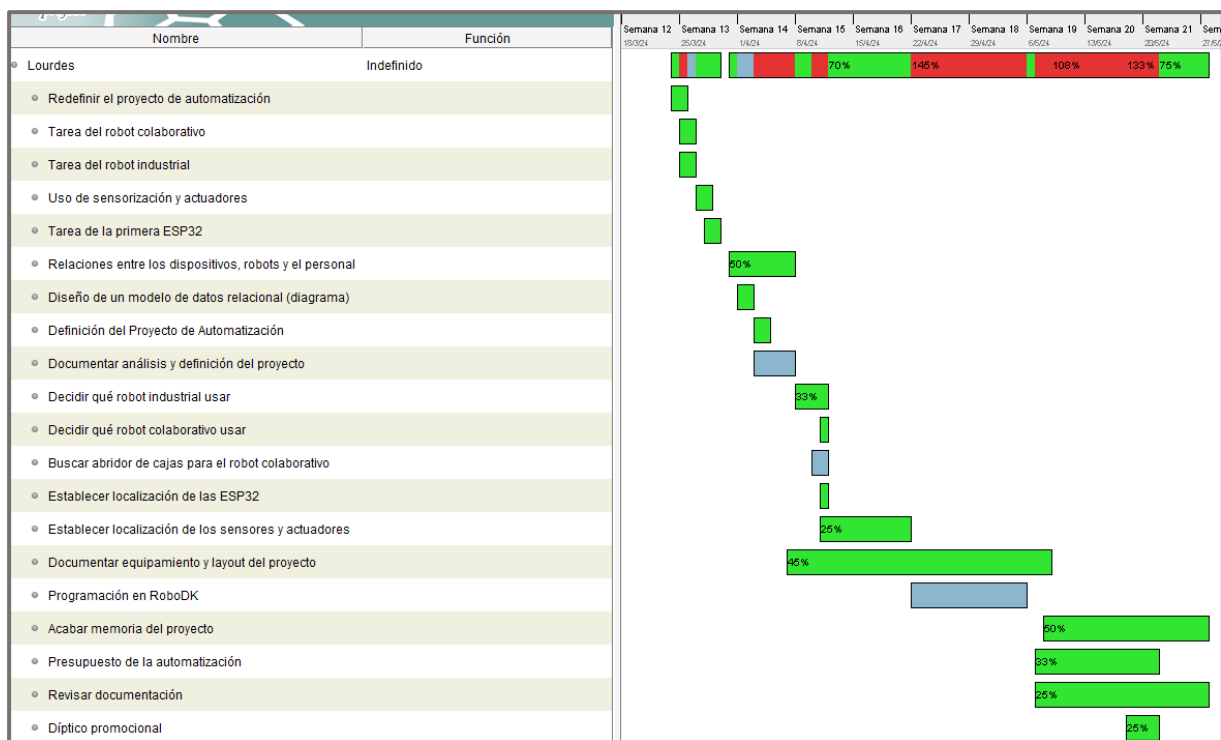 Semana 12 Semana 13 Semana 14 Semana 15 Semana 16 Semana 17 Semana 18 Semana 19 Semana 20 Semana 21 Sem
Nombre Función 18/3/24 25/3/24 1/4/24 8/4/24 15/4/24 22/4/24 29/4/24 6/5/24 13/5/24 20/5/24
Lourdes Indefinido 70% 145% 108% 133% 75%
Redefinir el proyecto de automatización
Tarea del robot colaborativo
Tarea del robot industrial
Uso de sensorización y actuadores
Tarea de la primera ESP32
Relaciones entre los dispositivos, robots y el personal 50%
Diseño de un modelo de datos relacional (diagrama)
Definición del Proyecto de Automatización
Documentar análisis y definición del proyecto
Decidir qué robot industrial usar 33%
Decidir qué robot colaborativo usar
Buscar abridor de cajas para el robot colaborativo
Establecer localización de las ESP32
Establecer localización de los sensores y actuadores 25%
Documentar equipamiento y layout del proyecto 45%
Programación en RoboDK
Acabar memoria del proyecto 50%
Presupuesto de la automatización 33%
Revisar documentación 25%
Díptico promocional 25%